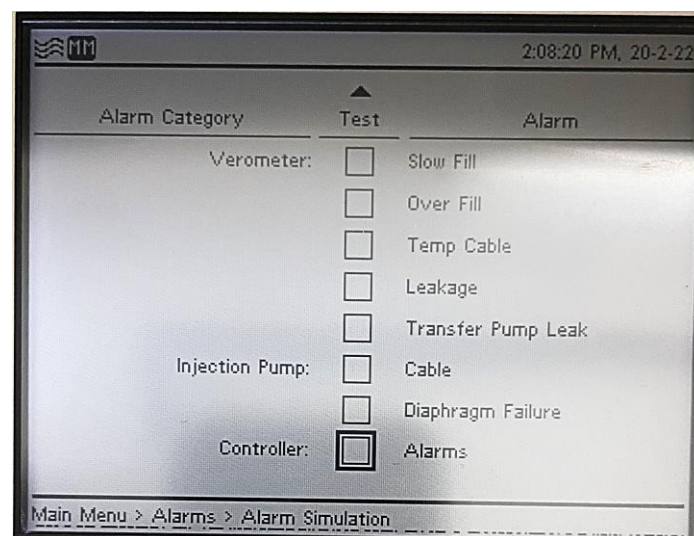 MM 2:08:20 PM, 20-2-22
Alarm Category Test Alarm
Verometer: Slow Fill
Over Fill
Temp Cable
Leakage
Transfer Pump Leak
Injection Pump: Cable
Diaphragm Failure
Controller: Alarms
Main Menu > Alarms > Alarm Simulation